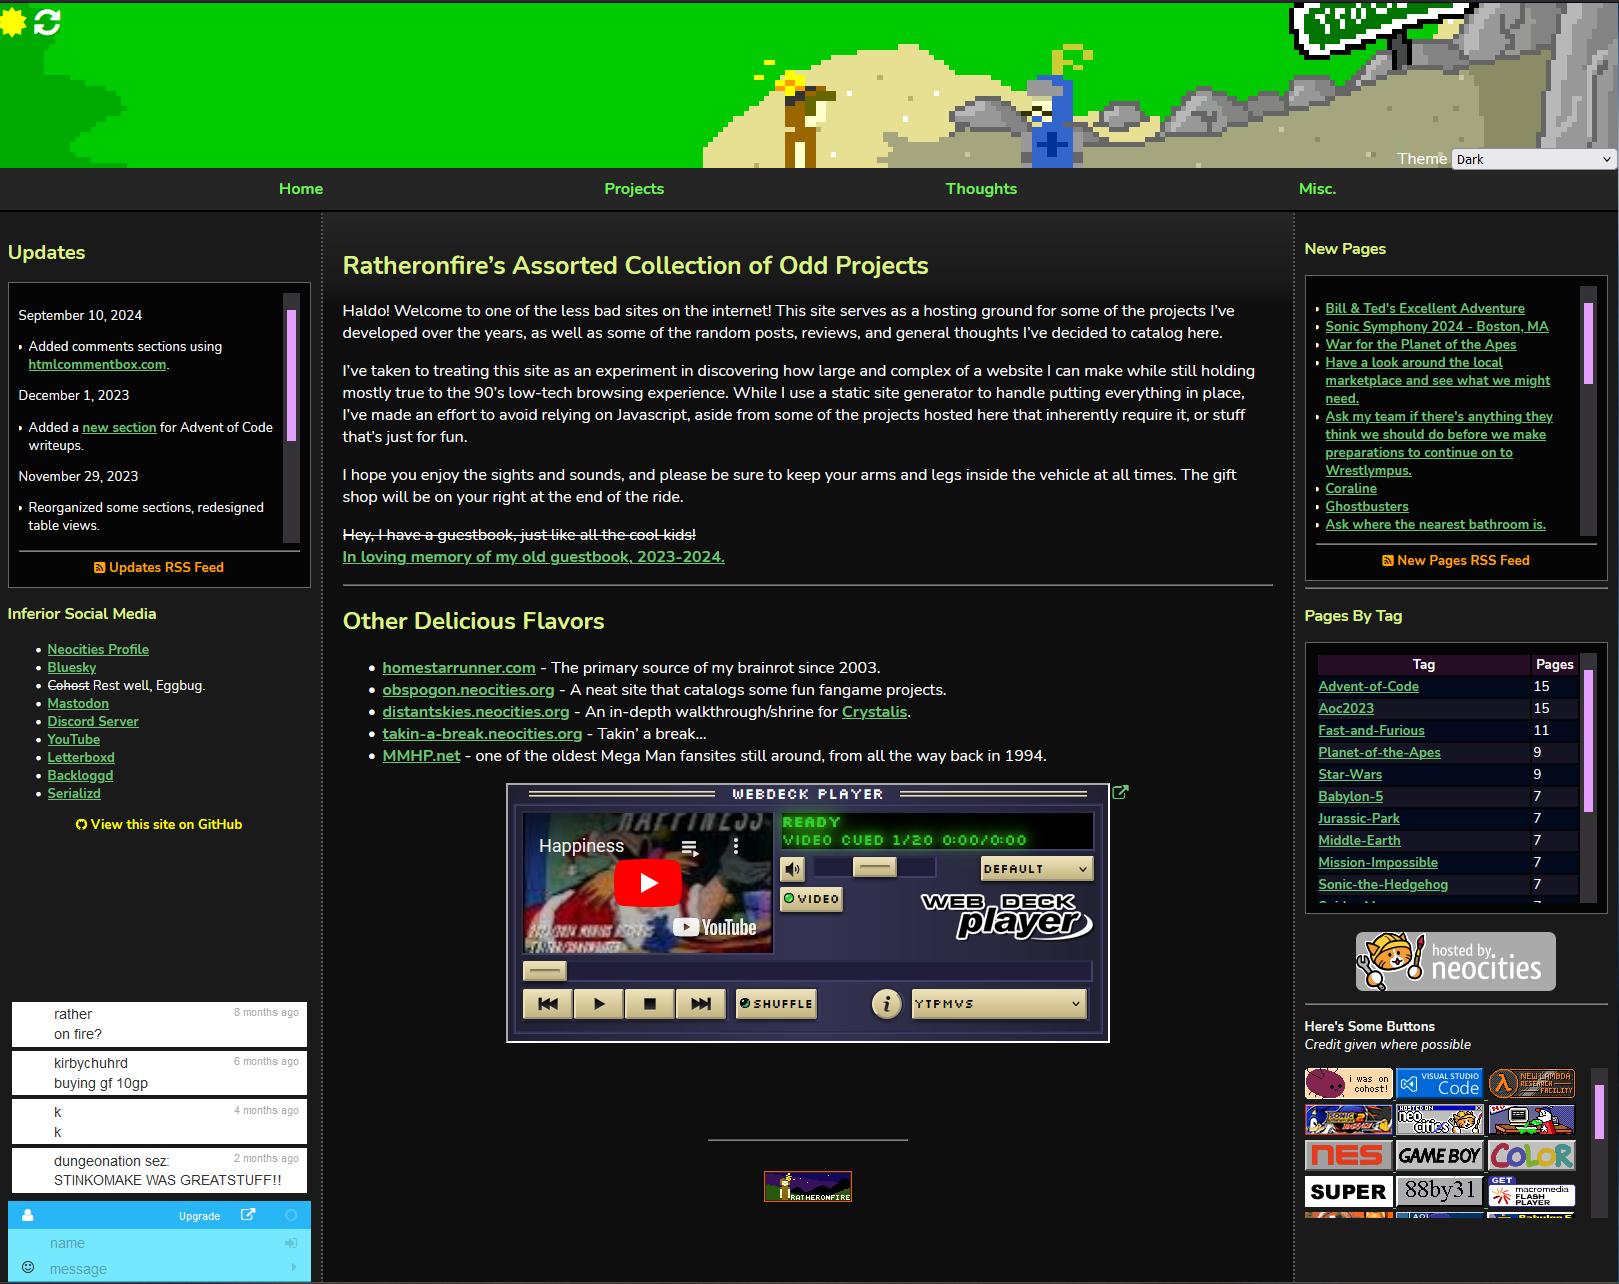 Theme Dark
Home Projects Thoughts Misc.
Updates
September 10, 2024
Added comments sections using
htmlcommentbox.com.
December 1, 2023
Added a new section for Advent of Code
writeups.
November 29, 2023
Reorganized some sections, redesigned
table views.
Updates RSS Feed
Inferior Social Media
Neocities Profile
Bluesky
Cohost Rest well, Eggbug.
Mastodon
Discord Server
YouTube
Letterboxd
Backloggd
Serializd
View this site on GitHub
rather 8 months ago
on fire?
kirbychuhrd 6 months ago
buying gf 10gp
k 4 months ago
k
dungeonation sez: 2 months ago
STINKOMAKE WAS GREATSTUFF!!
Upgrade
name
message
Ratheronfire's Assorted Collection of Odd Projects
Haldo! Welcome to one of the less bad sites on the internet! This site serves as a hosting ground for some of the projects I've
developed over the years, as well as some of the random posts, reviews, and general thoughts I've decided to catalog here.
I've taken to treating this site as an experiment in discovering how large and complex of a website I can make while still holding
mostly true to the 90's low-tech browsing experience. While I use a static site generator to handle putting everything in place,
I've made an effort to avoid relying on Javascript, aside from some of the projects hosted here that inherently require it, or stuff
that's just for fun.
I hope you enjoy the sights and sounds, and please be sure to keep your arms and legs inside the vehicle at all times. The gift
shop will be on your right at the end of the ride.
Hey, I have a guestbook, just like all the cool kids!
In loving memory of my old guestbook, 2023-2024.
Other Delicious Flavors
homestarrunner.com - The primary source of my brainrot since 2003.
obspogon.neocities.org - A neat site that catalogs some fun fangame projects.
distantskies.neocities.org - An in-depth walkthrough/shrine for Crystalis.
takin-a-break.neocities.org - Takin' a break...
MMHP.net - one of the oldest Mega Man fansites still around, from all the way back in 1994.
WEBDECK PLAYER
HAPPINESS
Happiness
YouTube
READY
VIDEO CUED 1/20 0:00/0:00
DEFAULT
VIDEO
WEB DECK
player
SHUFFLE
i
YTPMVS
RATHERONFIRE
New Pages
Bill & Ted's Excellent Adventure
Sonic Symphony 2024 - Boston, MA
War for the Planet of the Apes
Have a look around the local
marketplace and see what we might
need.
Ask my team if there's anything they
think we should do before we make
preparations to continue on to
Wrestlympus.
Coraline
Ghostbusters
Ask where the nearest bathroom is.
New Pages RSS Feed
Pages By Tag
Tag Pages
Advent-of-Code 15
Aoc2023 15
Fast-and-Furious 11
Planet-of-the-Apes 9
Star-Wars 9
Babylon-5 7
Jurassic-Park 7
Middle-Earth 7
Mission-Impossible 7
Sonic-the-Hedgehog 7
hosted by
neocities
Here's Some Buttons
Credit given where possible
i was on
cohost!
VISUAL STUDIO
Code
NEW LAMBDA
RESEARCH
FACILITY
SONIC
HOSTED ON
neo
cities
NES
GAME BOY
COLOR
SUPER
88by31
GET
macromedia
FLASH
PLAYER